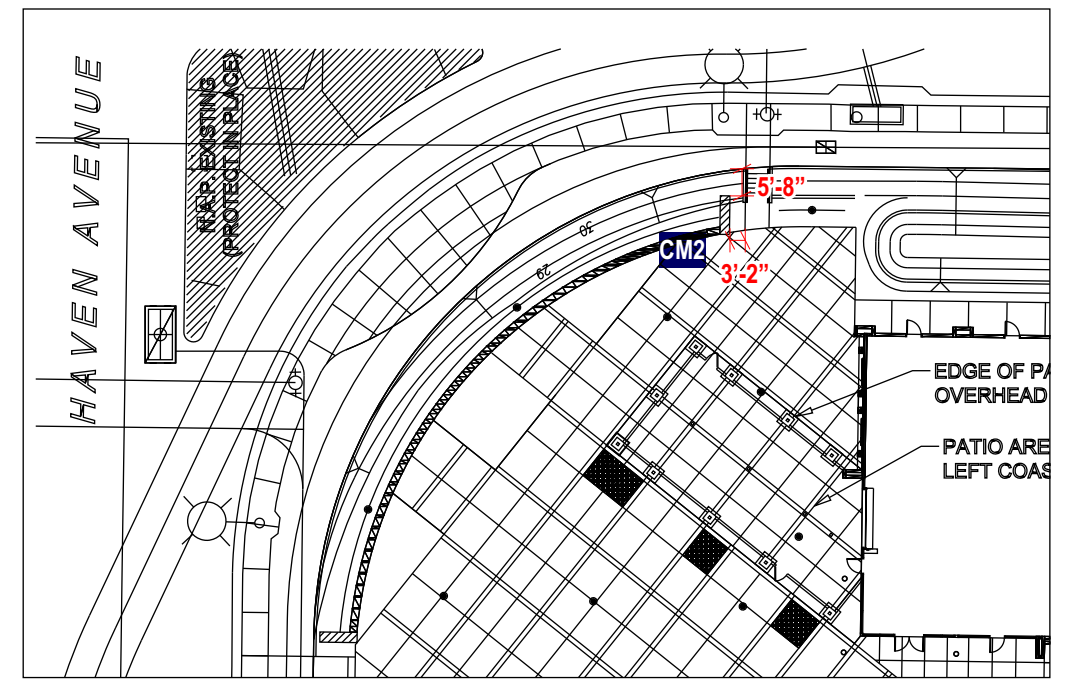 HAVEN AVENUE
N.A.P. EXISTING
(PROTECT IN PLACE)
5'-8"
30
CM2
3'-2"
29
EDGE OF PA
OVERHEAD
PATIO ARE
LEFT COAS